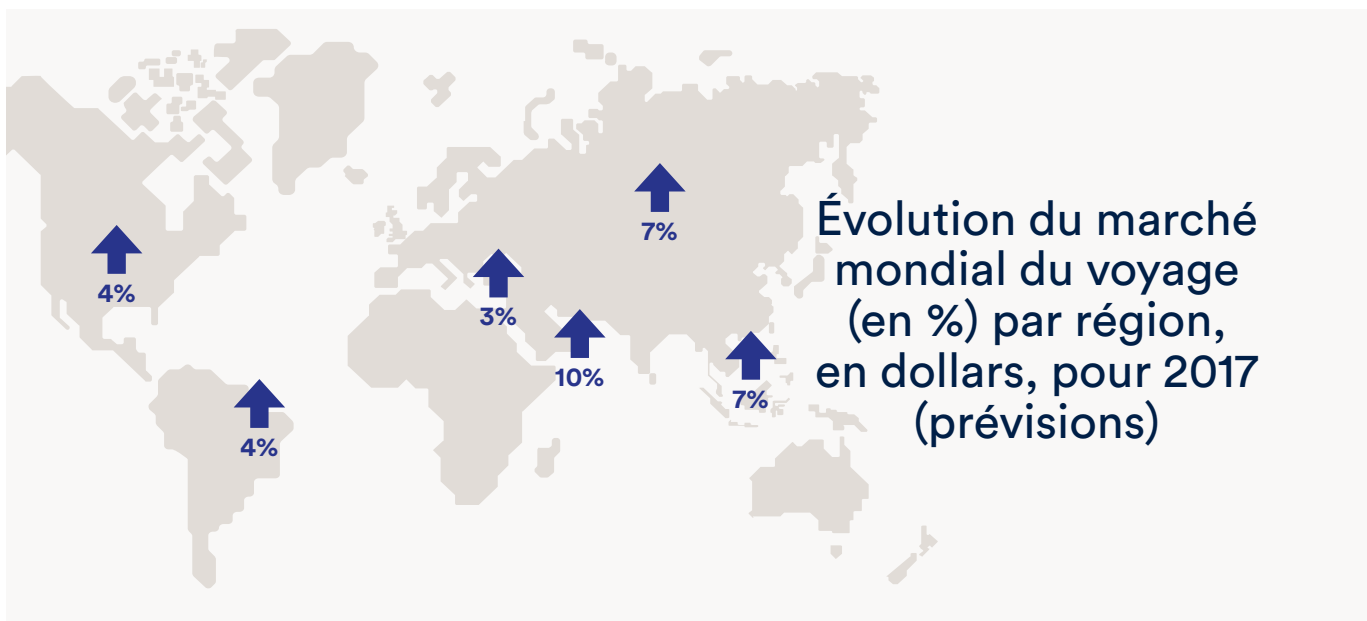 7%
4%
3%
10%
7%
4%
Évolution du marché
mondial du voyage
(en %) par région,
en dollars, pour 2017
(prévisions)